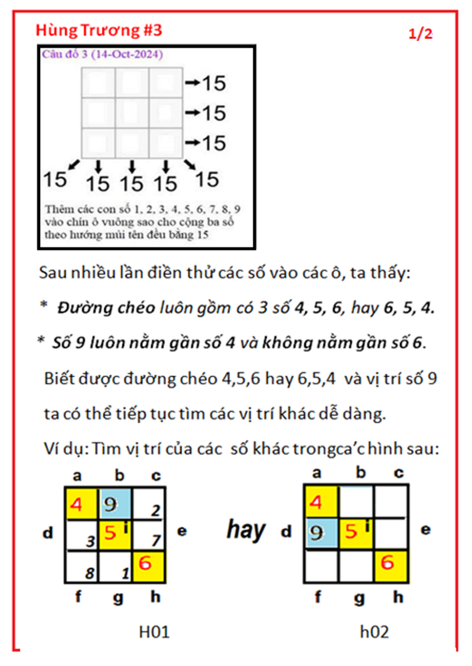 Hùng Trương #3
1/2
Câu đố 3 (14-Oct-2024)
15
15
15
15 15 15 15 15
Thêm các con số 1, 2, 3, 4, 5, 6, 7, 8, 9
vào chín ô vuông sao cho cộng ba số
theo hướng mũi tên đều bằng 15
Sau nhiều lần điền thử các số vào các ô, ta thấy:
* Đường chéo luôn gồm có 3 số 4, 5, 6, hay 6, 5, 4.
* Số 9 luôn nằm gần số 4 và không nằm gần số 6.
Biết được đường chéo 4,5,6 hay 6,5,4 và vị trí số 9
ta có thể tiếp tục tìm các vị trí khác dễ dàng.
Ví dụ: Tìm vị trí của các số khác trongca’c hình sau:
a b c
4 9 2
d 3 5 i 7 e
8 1 6
f g h
H01
hay
a b c
4
d 9 5 i e
6
f g h
h02